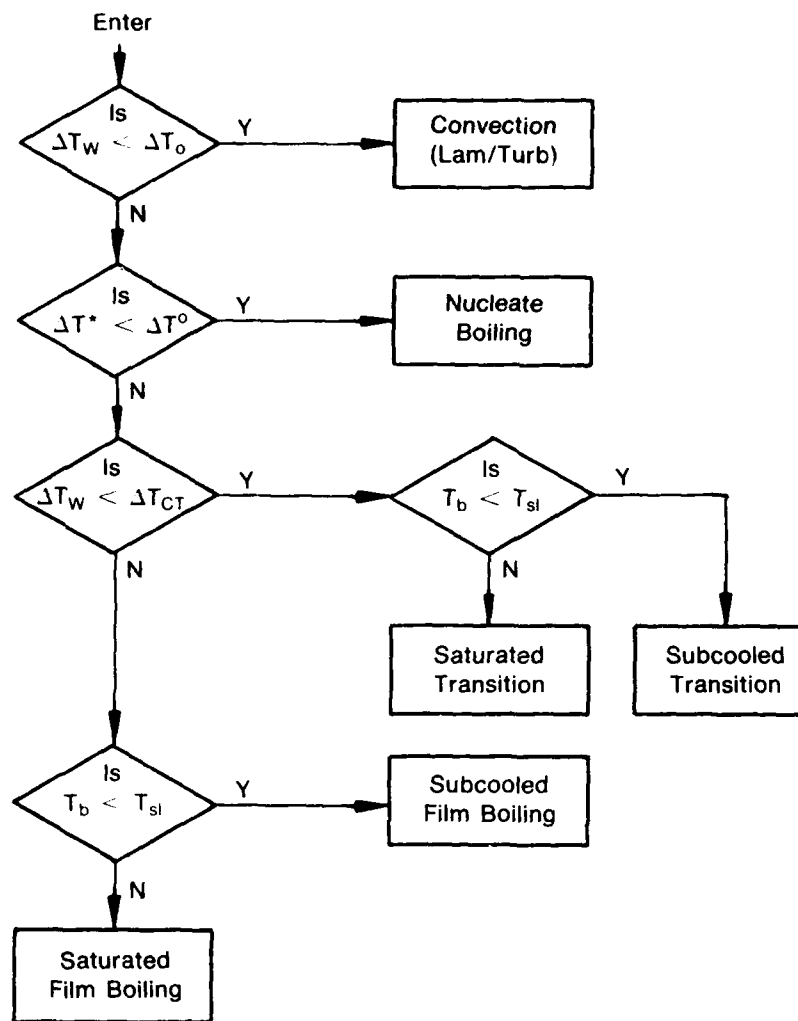 Enter
Is
ΔT_W < ΔT_o
Y
Convection
(Lam/Turb)
N
Is
ΔT* < ΔT°
Y
Nucleate
Boiling
N
Is
ΔT_W < ΔT_CT
Y
Is
T_b < T_sl
Y
N
N
Saturated
Transition
Subcooled
Transition
Is
T_b < T_sl
Y
Subcooled
Film Boiling
N
Saturated
Film Boiling